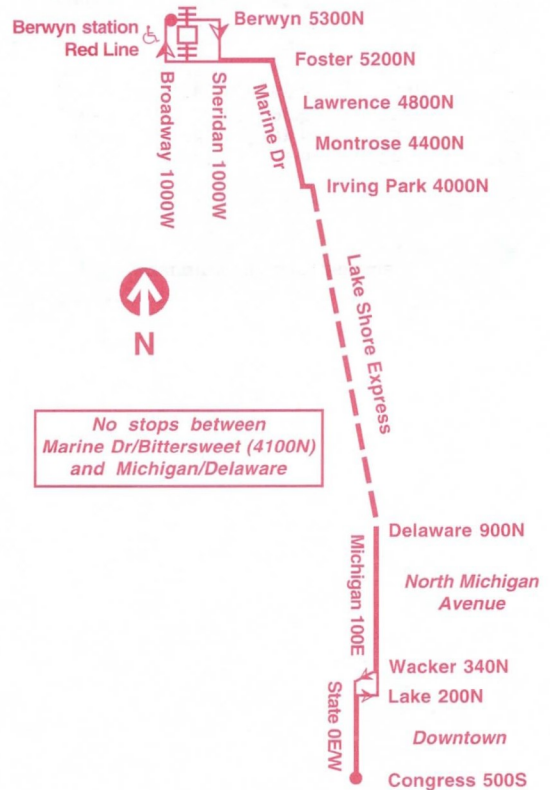 Berwyn station
Red Line
Berwyn 5300N
Foster 5200N
Lawrence 4800N
Montrose 4400N
Irving Park 4000N
Broadway 1000W
Sheridan 1000W
Marine Dr
Lake Shore Express
N
No stops between
Marine Dr/Bittersweet (4100N)
and Michigan/Delaware
Delaware 900N
Michigan 100E
North Michigan
Avenue
Wacker 340N
Lake 200N
State 0E/W
Downtown
Congress 500S